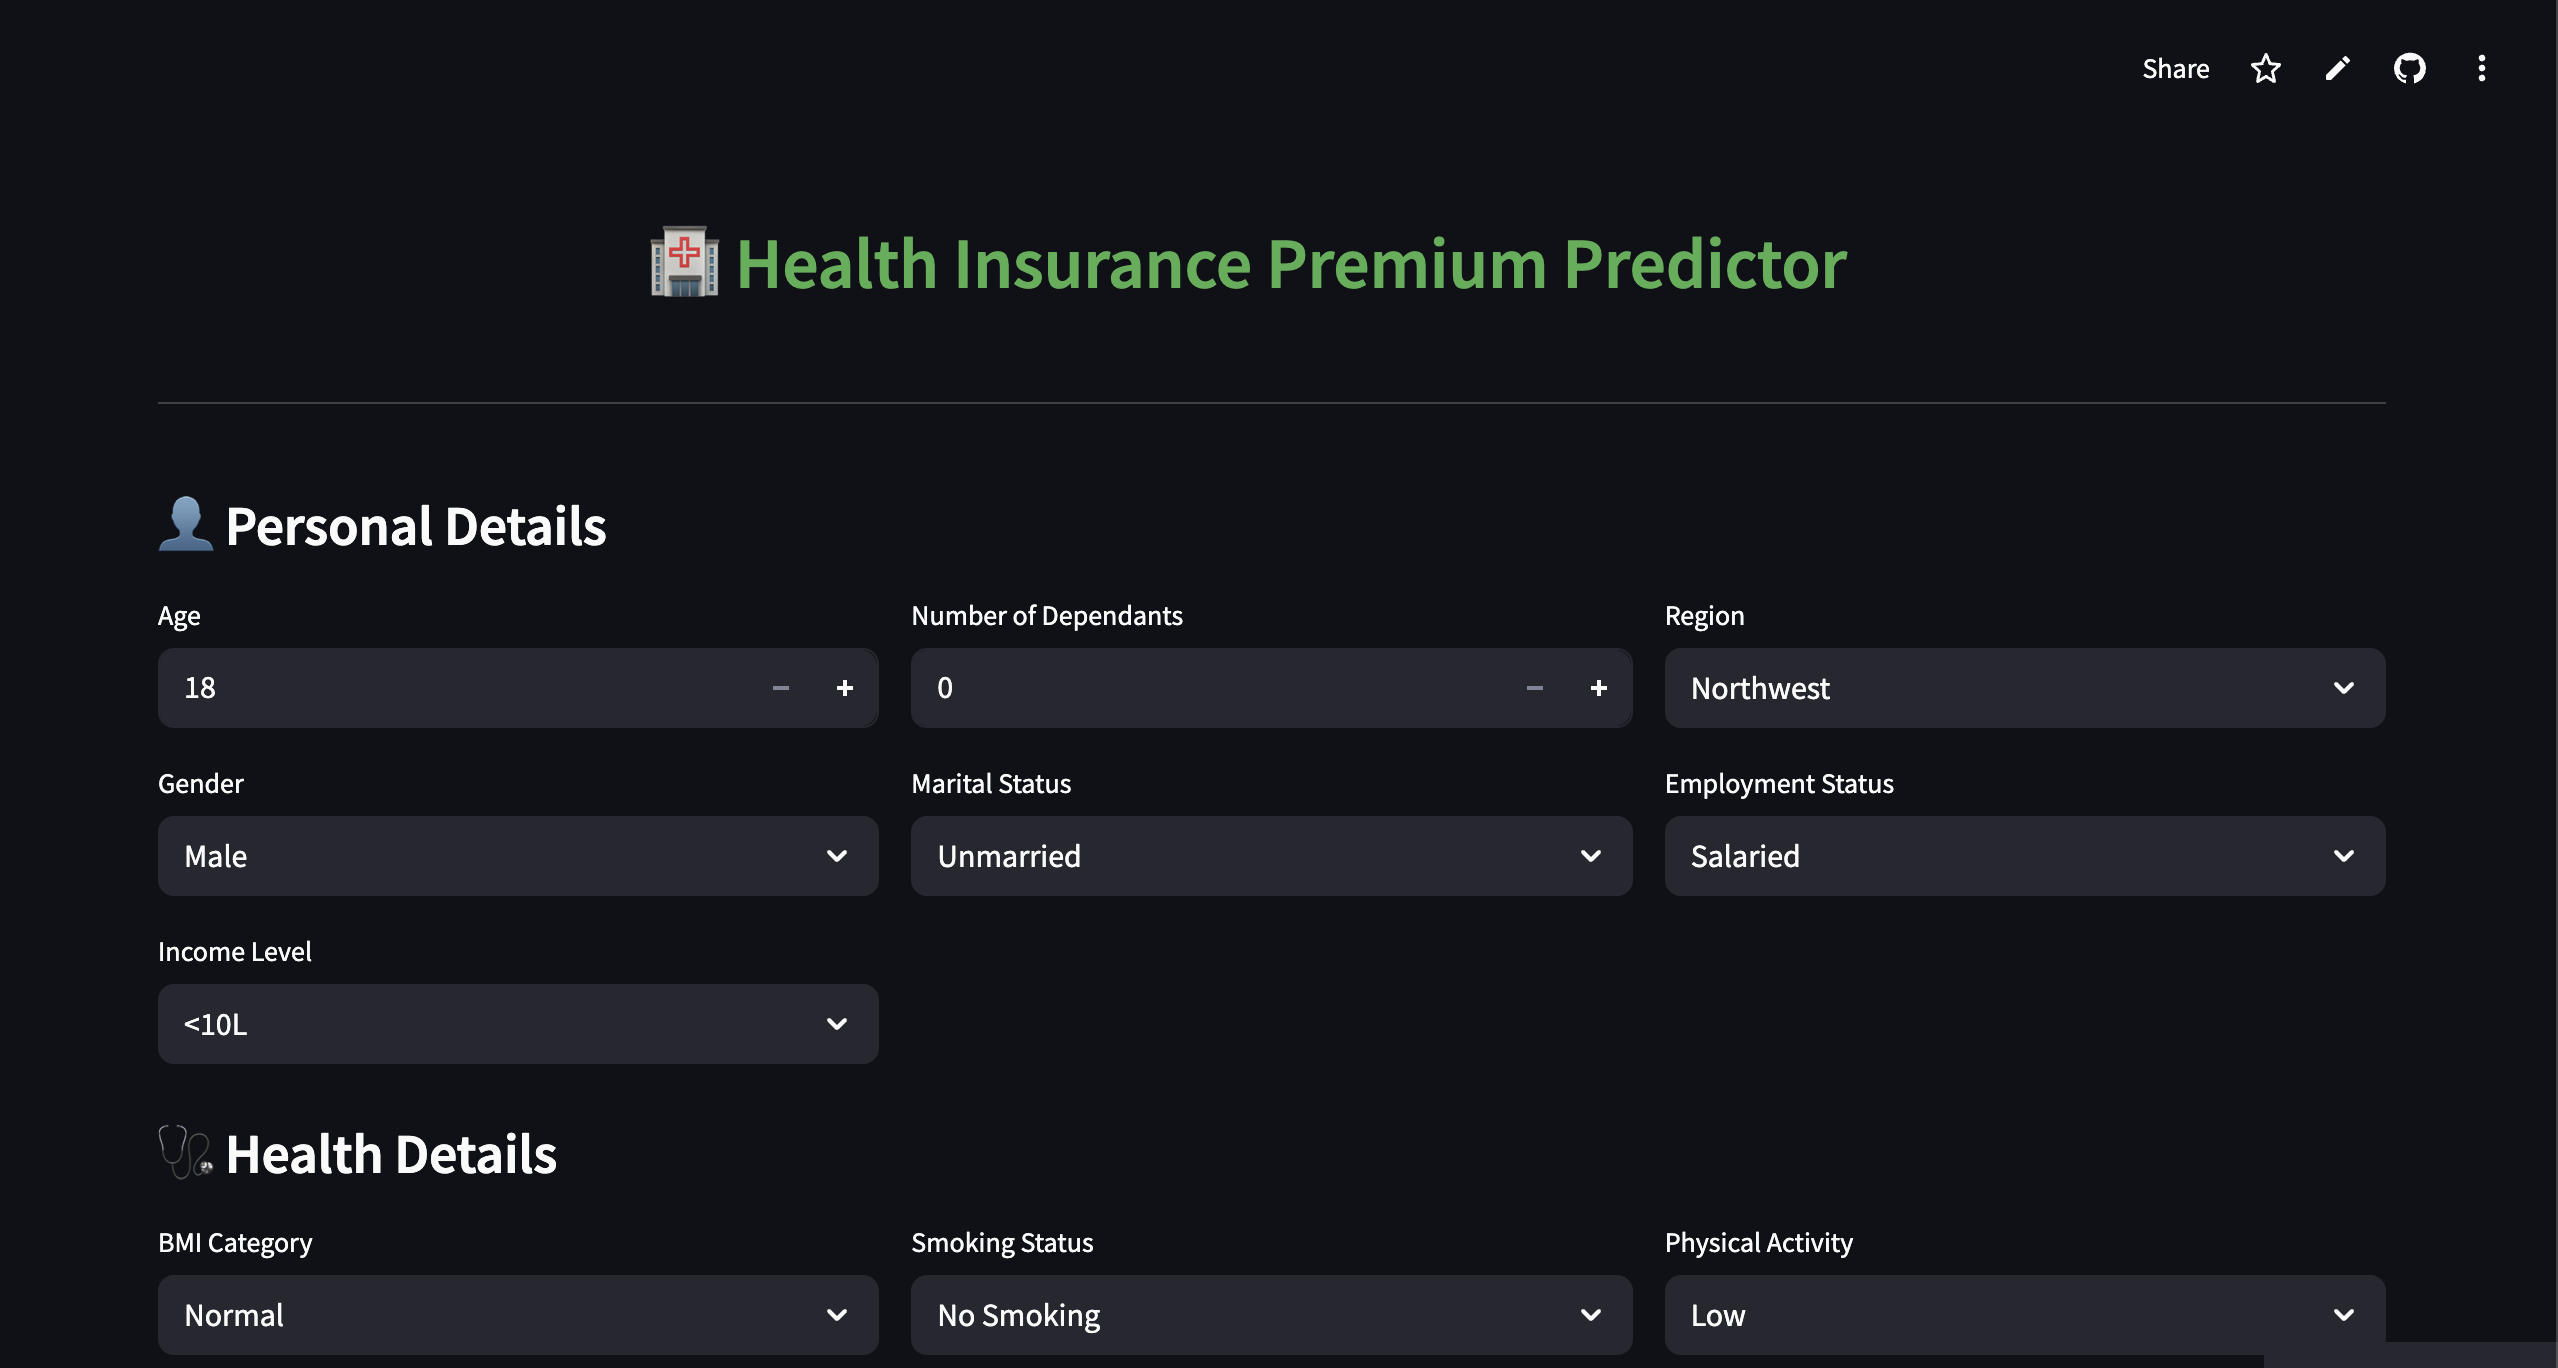 Share
Health Insurance Premium Predictor
Personal Details
Age
Number of Dependants
Region
18
0
Northwest
Gender
Marital Status
Employment Status
Male
Unmarried
Salaried
Income Level
<10L
Health Details
BMI Category
Smoking Status
Physical Activity
Normal
No Smoking
Low